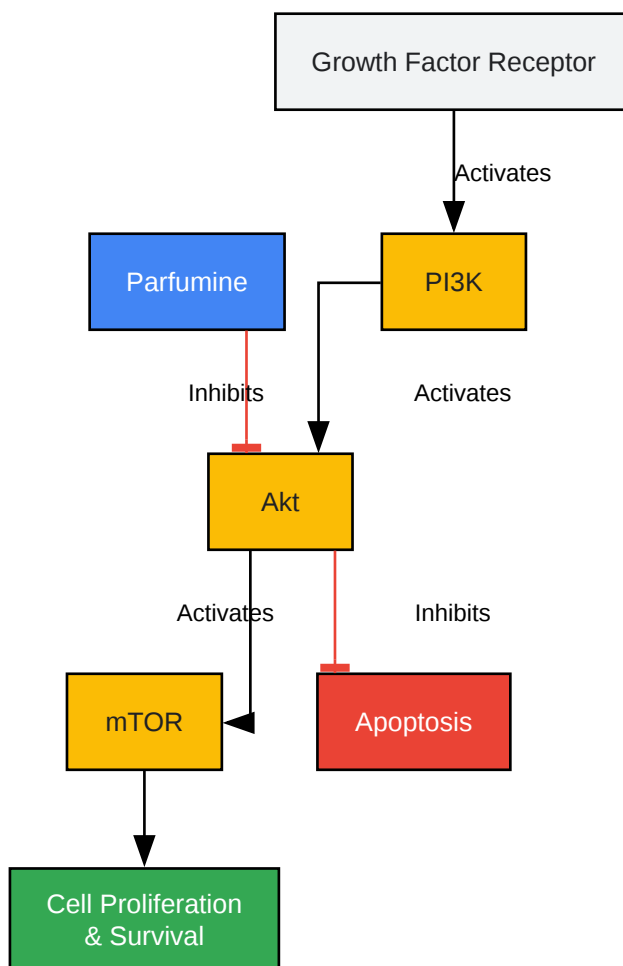 Growth Factor Receptor
Activates
Parfumine
PI3K
Inhibits
Activates
Akt
Activates
Inhibits
mTOR
Apoptosis
Cell Proliferation
& Survival